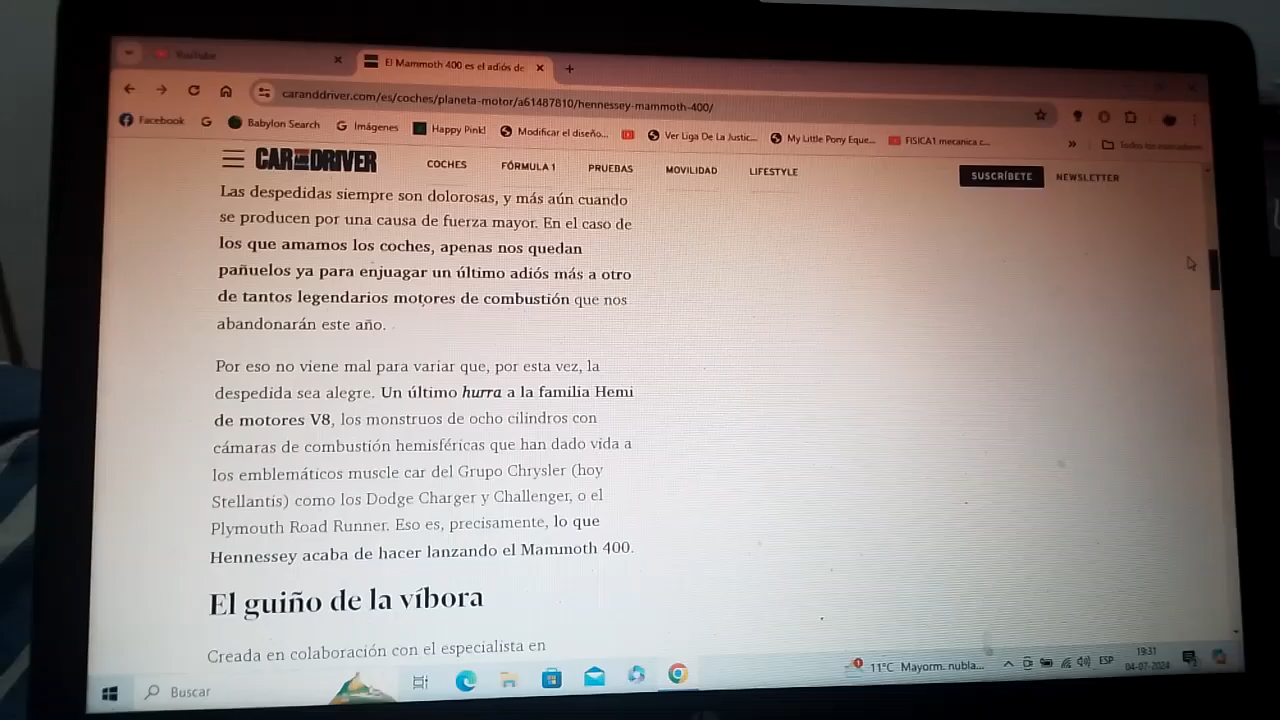 YouTube
El Mammoth 400 es el adiós de
caranddriver.com/es/coches/planeta-motor/a61487810/hennessey-mammoth-400/
Facebook
Babylon Search
Imágenes
Happy Pink!
Modificar el diseño...
Ver Liga De La Justic...
My Little Pony Eque...
FISICA1 mecanica c...
»
Todos los marcadores
CAR AND DRIVER
COCHES
FÓRMULA 1
PRUEBAS
MOVILIDAD
LIFESTYLE
SUSCRÍBETE
NEWSLETTER
Las despedidas siempre son dolorosas, y más aún cuando
se producen por una causa de fuerza mayor. En el caso de
los que amamos los coches, apenas nos quedan
pañuelos ya para enjuagar un último adiós más a otro
de tantos legendarios motores de combustión que nos
abandonarán este año.
Por eso no viene mal para variar que, por esta vez, la
despedida sea alegre. Un último hurra a la familia Hemi
de motores V8, los monstruos de ocho cilindros con
cámaras de combustión hemisféricas que han dado vida a
los emblemáticos muscle car del Grupo Chrysler (hoy
Stellantis) como los Dodge Charger y Challenger, o el
Plymouth Road Runner. Eso es, precisamente, lo que
Hennessey acaba de hacer lanzando el Mammoth 400.
El guiño de la víbora
Creada en colaboración con el especialista en
Buscar
11°C Mayorm. nubla...
ESP
19:31
04-07-2024